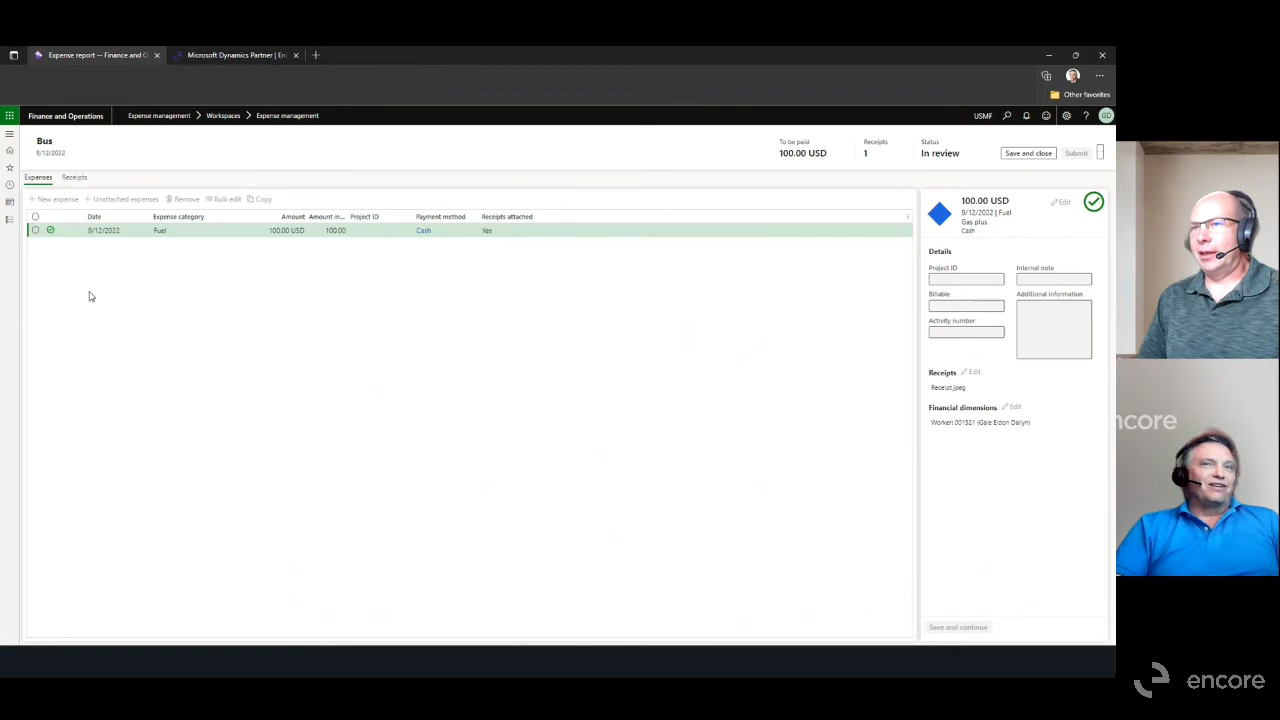 Expense report -- Finance and O
Microsoft Dynamics Partner | En
Other favorites
Finance and Operations
Expense management
Workspaces
Expense management
USMF
GD
Bus
9/12/2022
To be paid
100.00 USD
Receipts
1
Status
In review
Save and close
Submit
Expenses
Receipts
New expense
Unattached expenses
Remove
Bulk edit
Copy
Date
Expense category
Amount
Amount in...
Project ID
Payment method
Receipts attached
9/12/2022
Fuel
100.00 USD
100.00
Cash
Yes
100.00 USD
Edit
9/12/2022 | Fuel
Gas plus
Cash
Details
Project ID
Internal note
Billable
Additional information
Activity number
Receipts
Edit
Receipt.jpeg
Financial dimensions
Edit
Worker: 001521 (Gale Eldon Dallyn)
Save and continue
ncore
encore